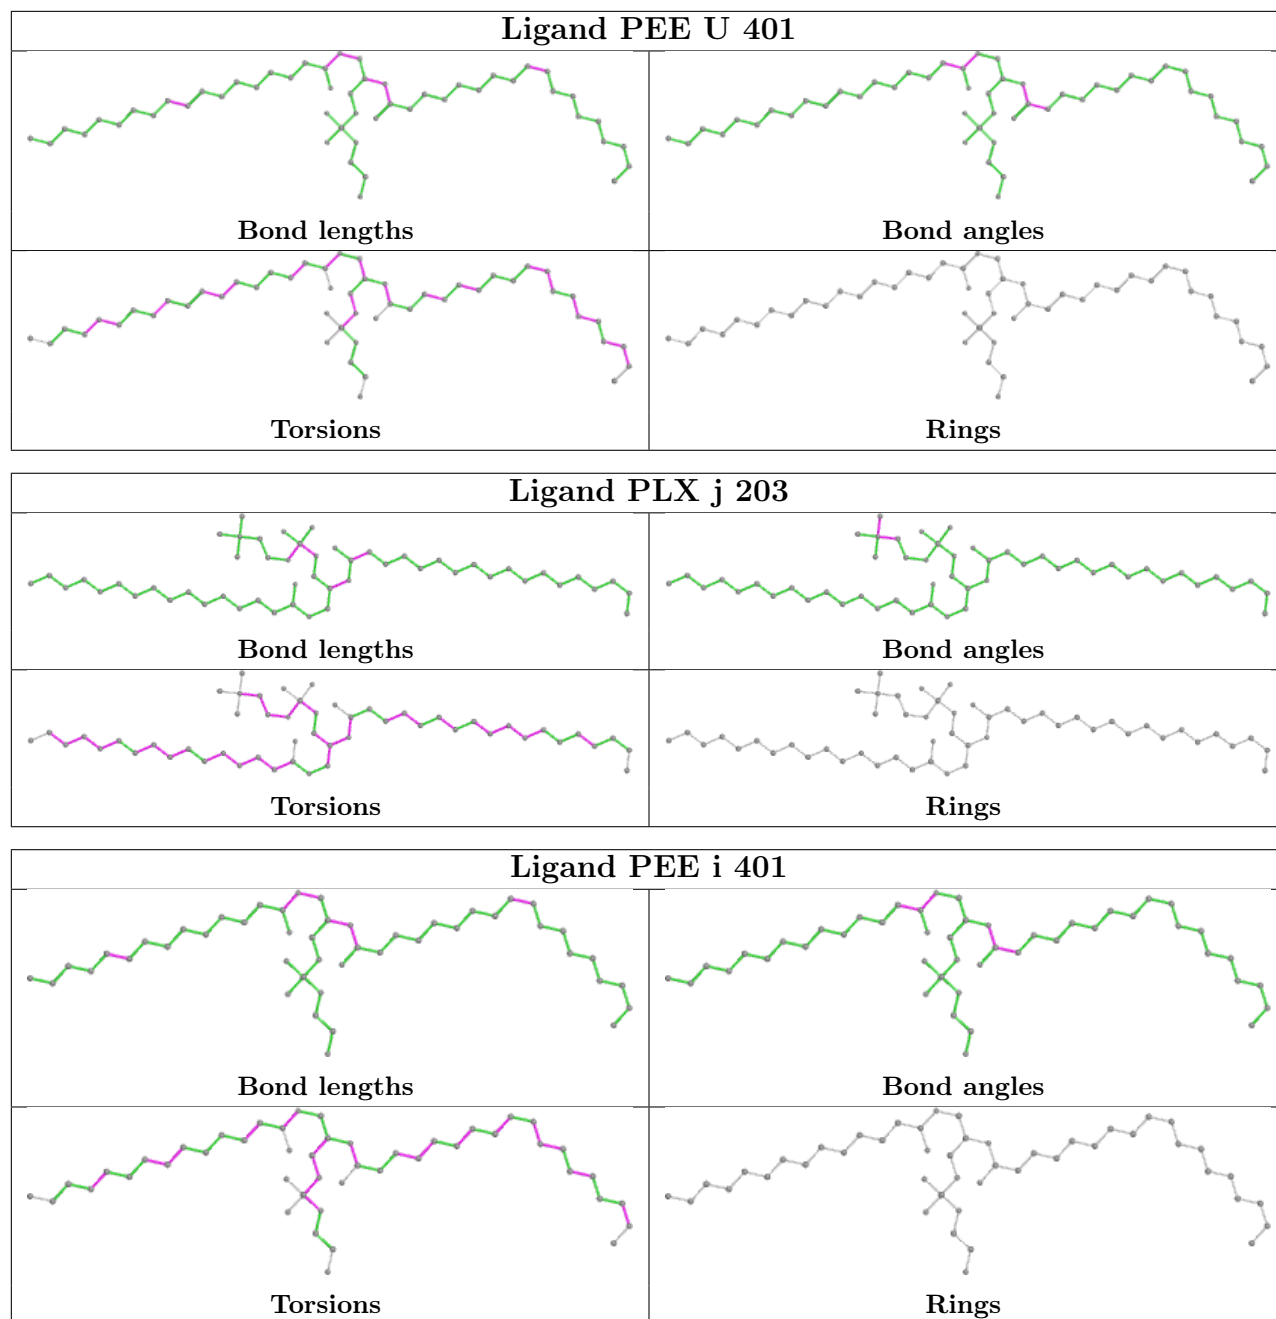 Ligand PEE U 401
Bond lengths
Bond angles
Torsions
Rings
Ligand PLX j 203
Bond lengths
Bond angles
Torsions
Rings
Ligand PEE i 401
Bond lengths
Bond angles
Torsions
Rings